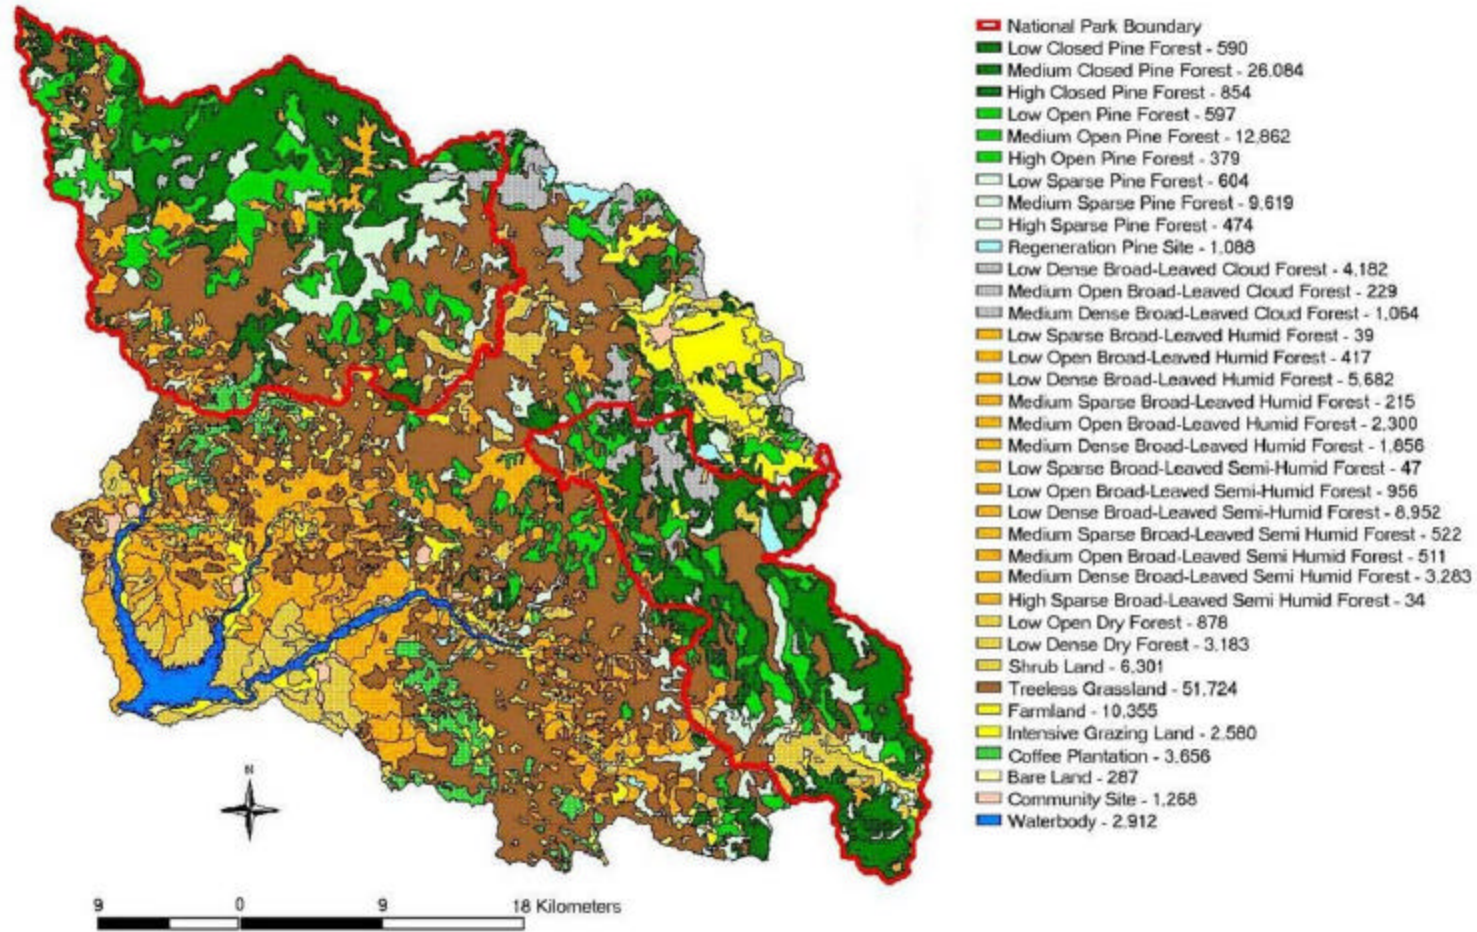 National Park Boundary
Low Closed Pine Forest - 590
Medium Closed Pine Forest - 26,084
High Closed Pine Forest - 854
Low Open Pine Forest - 597
Medium Open Pine Forest - 12,862
High Open Pine Forest - 379
Low Sparse Pine Forest - 604
Medium Sparse Pine Forest - 9,619
High Sparse Pine Forest - 474
Regeneration Pine Site - 1,088
Low Dense Broad-Leaved Cloud Forest - 4,182
Medium Open Broad-Leaved Cloud Forest - 229
Medium Dense Broad-Leaved Cloud Forest - 1,064
Low Sparse Broad-Leaved Humid Forest - 39
Low Open Broad-Leaved Humid Forest - 417
Low Dense Broad-Leaved Humid Forest - 5,682
Medium Sparse Broad-Leaved Humid Forest - 215
Medium Open Broad-Leaved Humid Forest - 2,300
Medium Dense Broad-Leaved Humid Forest - 1,856
Low Sparse Broad-Leaved Semi-Humid Forest - 47
Low Open Broad-Leaved Semi-Humid Forest - 956
Low Dense Broad-Leaved Semi-Humid Forest - 8,952
Medium Sparse Broad-Leaved Semi Humid Forest - 522
Medium Open Broad-Leaved Semi Humid Forest - 511
Medium Dense Broad-Leaved Semi Humid Forest - 3,283
High Sparse Broad-Leaved Semi Humid Forest - 34
Low Open Dry Forest - 878
Low Dense Dry Forest - 3,183
Shrub Land - 6,301
Treeless Grassland - 51,724
Farmland - 10,355
Intensive Grazing Land - 2,580
Coffee Plantation - 3,656
Bare Land - 287
Community Site - 1,268
Waterbody - 2,912
N
9 0 9 18 Kilometers